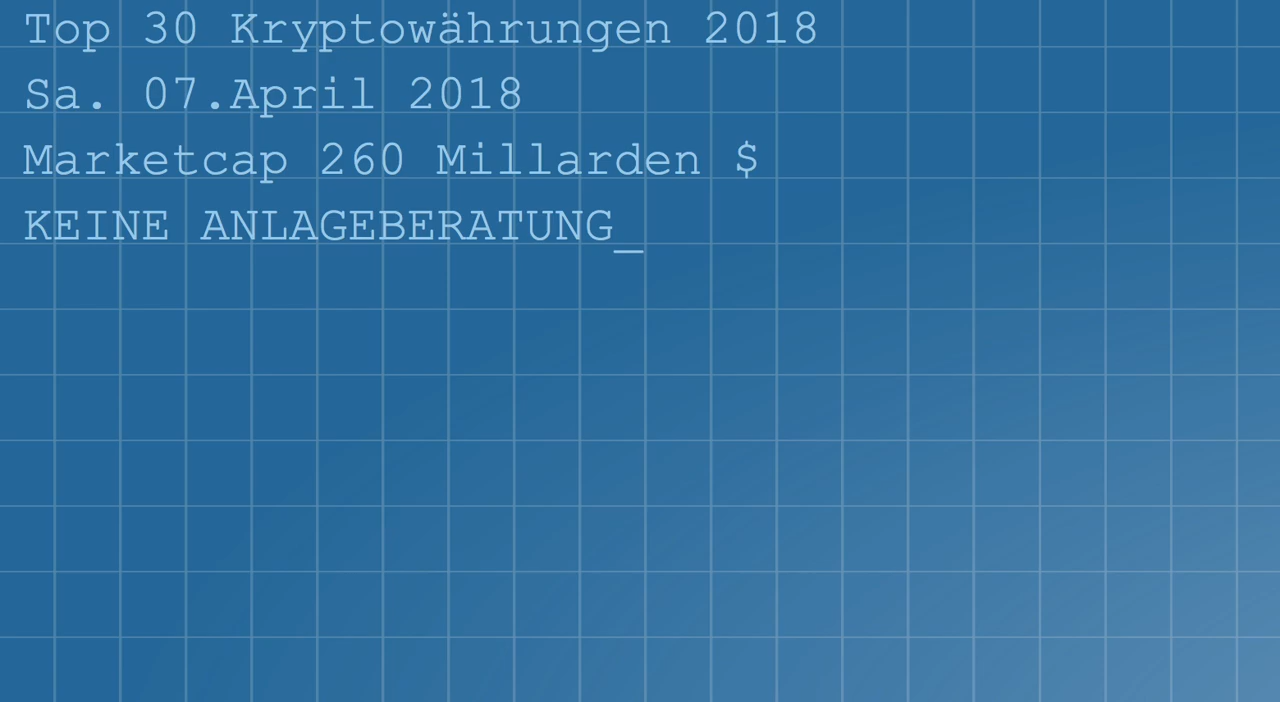 Top 30 Kryptowährungen 2018
Sa. 07.April 2018
Marketcap 260 Millarden $
KEINE ANLAGEBERATUNG_